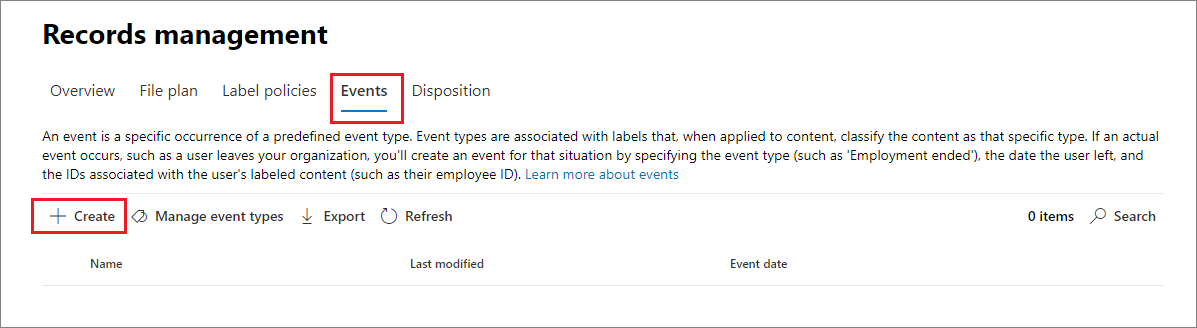 Records management
Overview File plan Label policies Events Disposition
An event is a specific occurrence of a predefined event type. Event types are associated with labels that, when applied to content, classify the content as that specific type. If an actual
event occurs, such as a user leaves your organization, you'll create an event for that situation by specifying the event type (such as 'Employment ended'), the date the user left, and
the IDs associated with the user's labeled content (such as their employee ID). Learn more about events
Create Manage event types Export Refresh 0 items Search
Name Last modified Event date